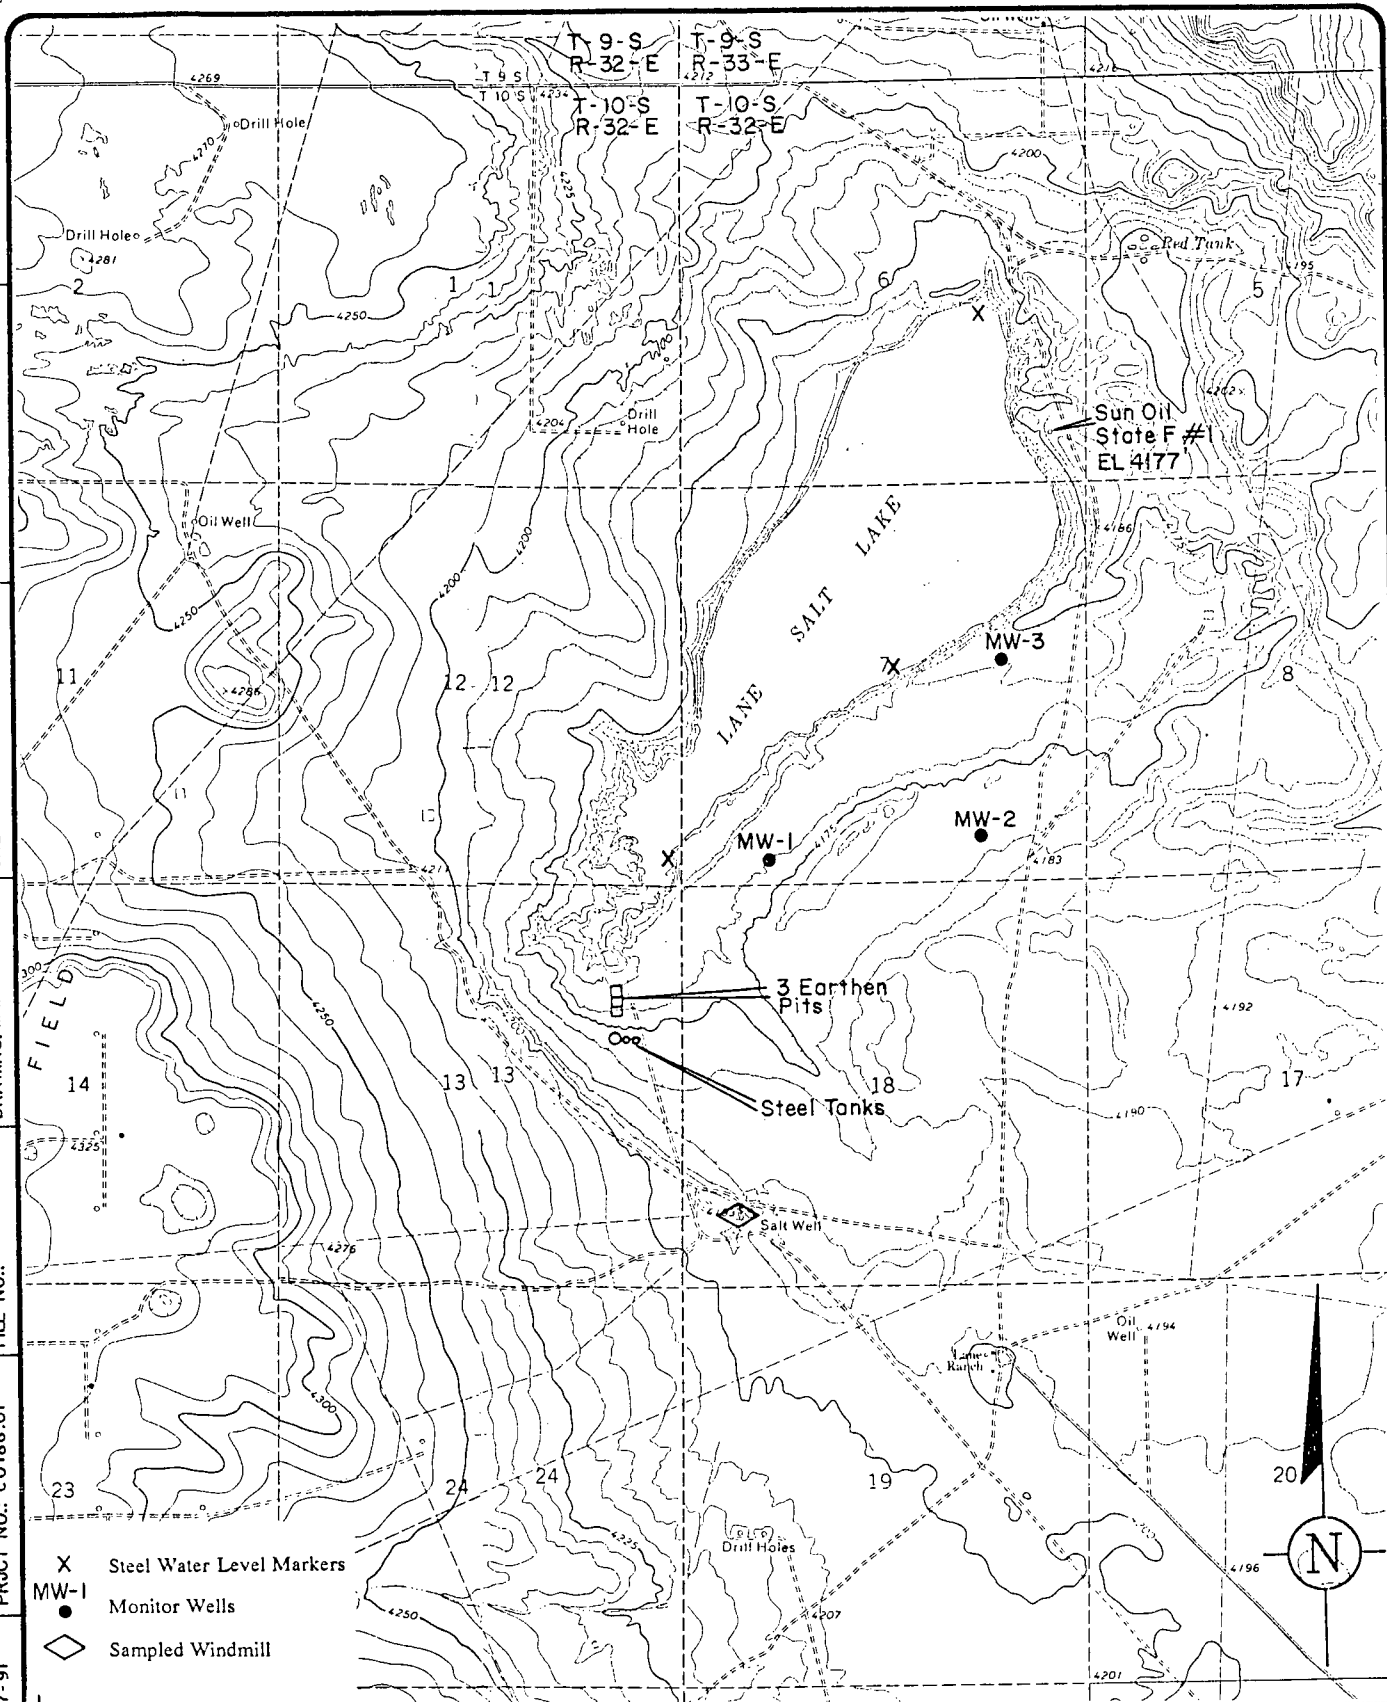 T-9-S
R-32-E
T-9-S
R-33-E
4269
T 9 S
4212
T 10 S
4234
T-10-S
R-32-E
T-10-S
R-32-E
Drill Hole
4270
4225
4200
Drill Hole
4281
2
1
1
6
Red Tank
4195
5
4250
4202
4204
Drill
Hole
Sun Oil
State F #1
EL 4177'
Oil Well
4200
4200
LANE SALT LAKE
4186
4250
MW-3
7
11
4286
12
12
8
MW-1
4175
MW-2
4183
4211
FIELD
4250
3 Earthen
Pits
4192
14
13
13
18
17
Steel Tanks
4190
4325
Salt Well
4276
Oil
Well
4194
Lane
Ranch
4300
23
24
24
19
20
4225
Drill Holes
4196
4250
4207
4201
N
X Steel Water Level Markers
MW-1
Monitor Wells
Sampled Windmill